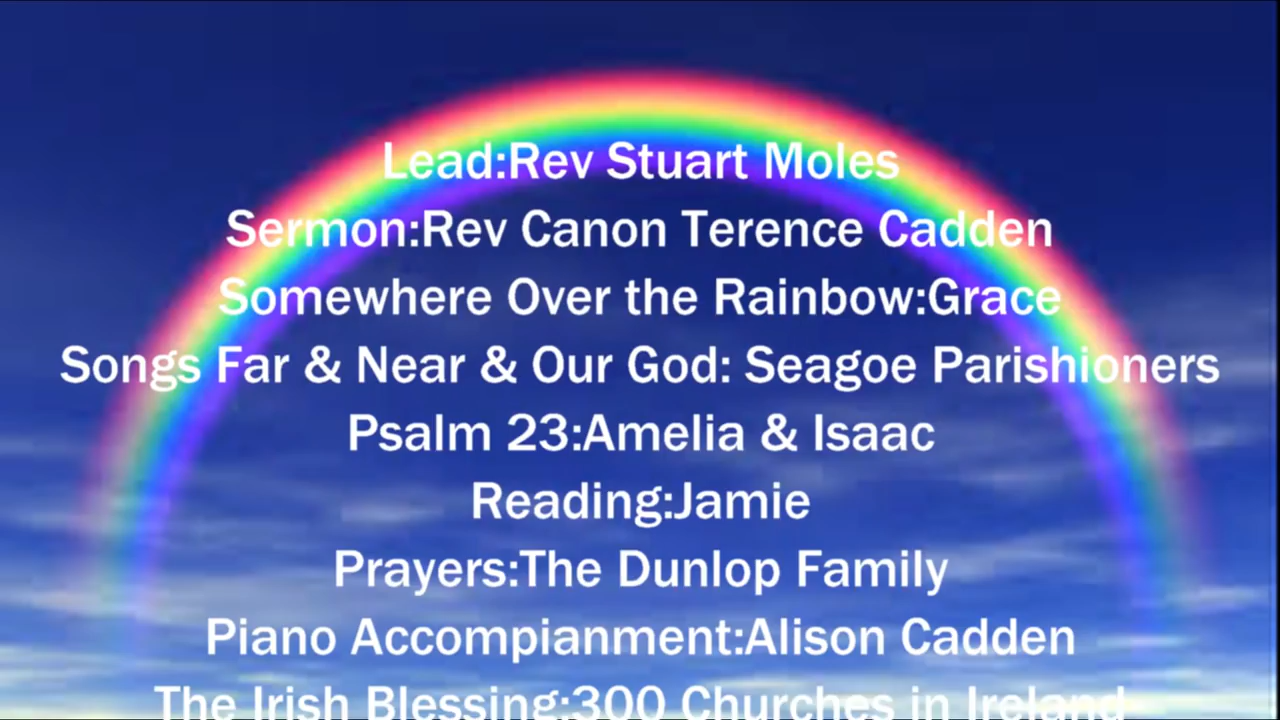 Lead:Rev Stuart Moles
Sermon:Rev Canon Terence Cadden
Somewhere Over the Rainbow:Grace
Songs Far & Near & Our God: Seagoe Parishioners
Psalm 23:Amelia & Isaac
Reading:Jamie
Prayers:The Dunlop Family
Piano Accompianment:Alison Cadden
The Irish Blessing:300 Churches in Ireland